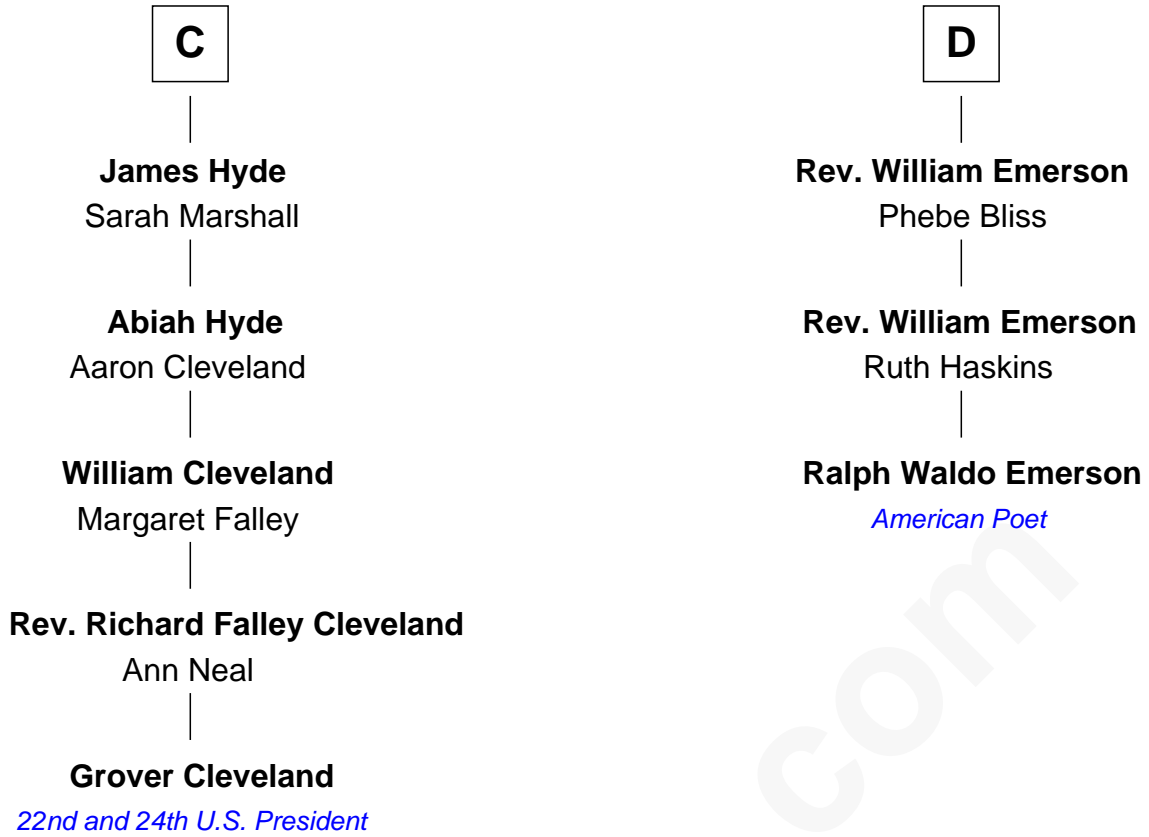 C
James Hyde
Sarah Marshall
Abiah Hyde
Aaron Cleveland
William Cleveland
Margaret Falley
Rev. Richard Falley Cleveland
Ann Neal
Grover Cleveland
22nd and 24th U.S. President
D
Rev. William Emerson
Phebe Bliss
Rev. William Emerson
Ruth Haskins
Ralph Waldo Emerson
American Poet
com